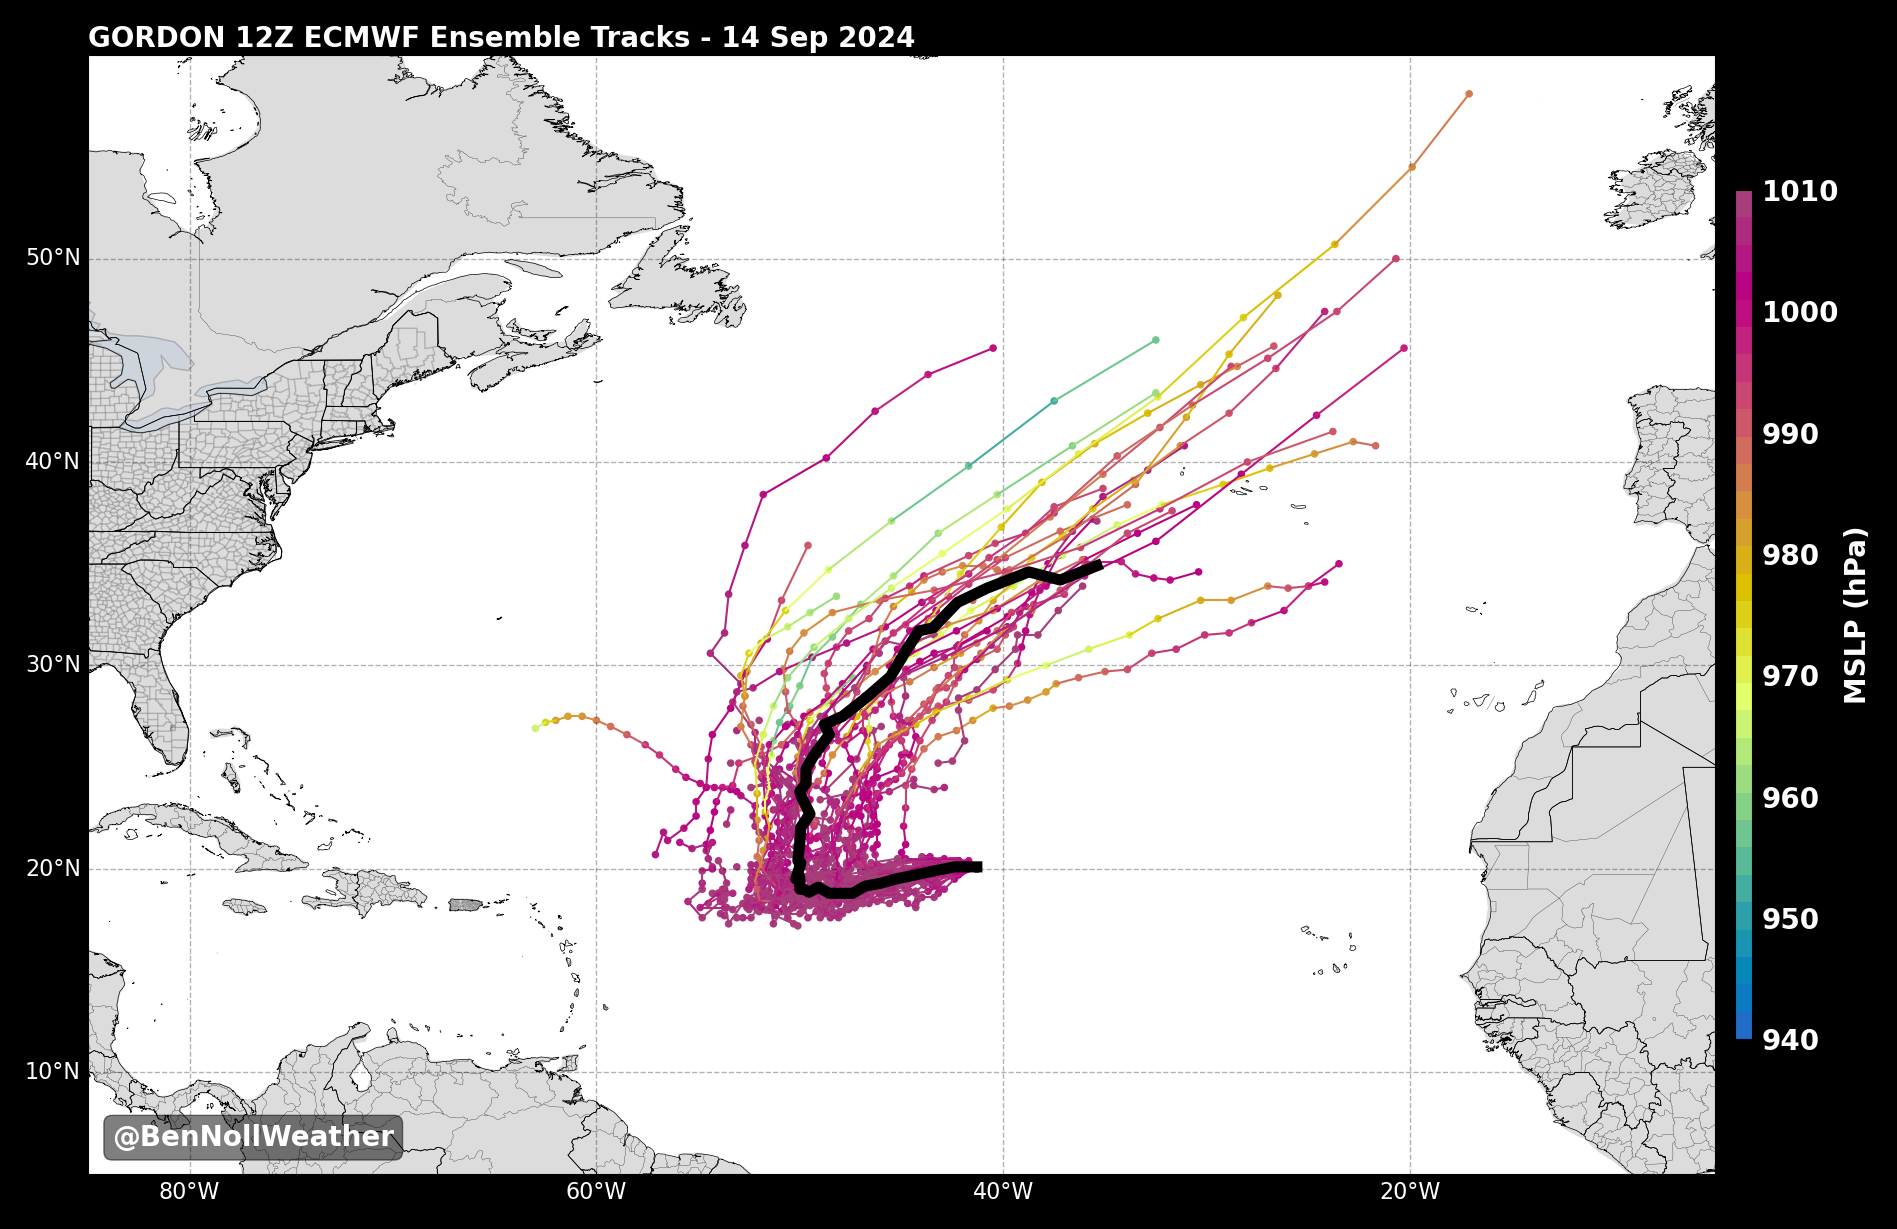 GORDON 12Z ECMWF Ensemble Tracks - 14 Sep 2024
50°N
40°N
30°N
20°N
10°N
80°W
60°W
40°W
20°W
1010
1000
990
980
970
960
950
940
MSLP (hPa)
@BenNollWeather